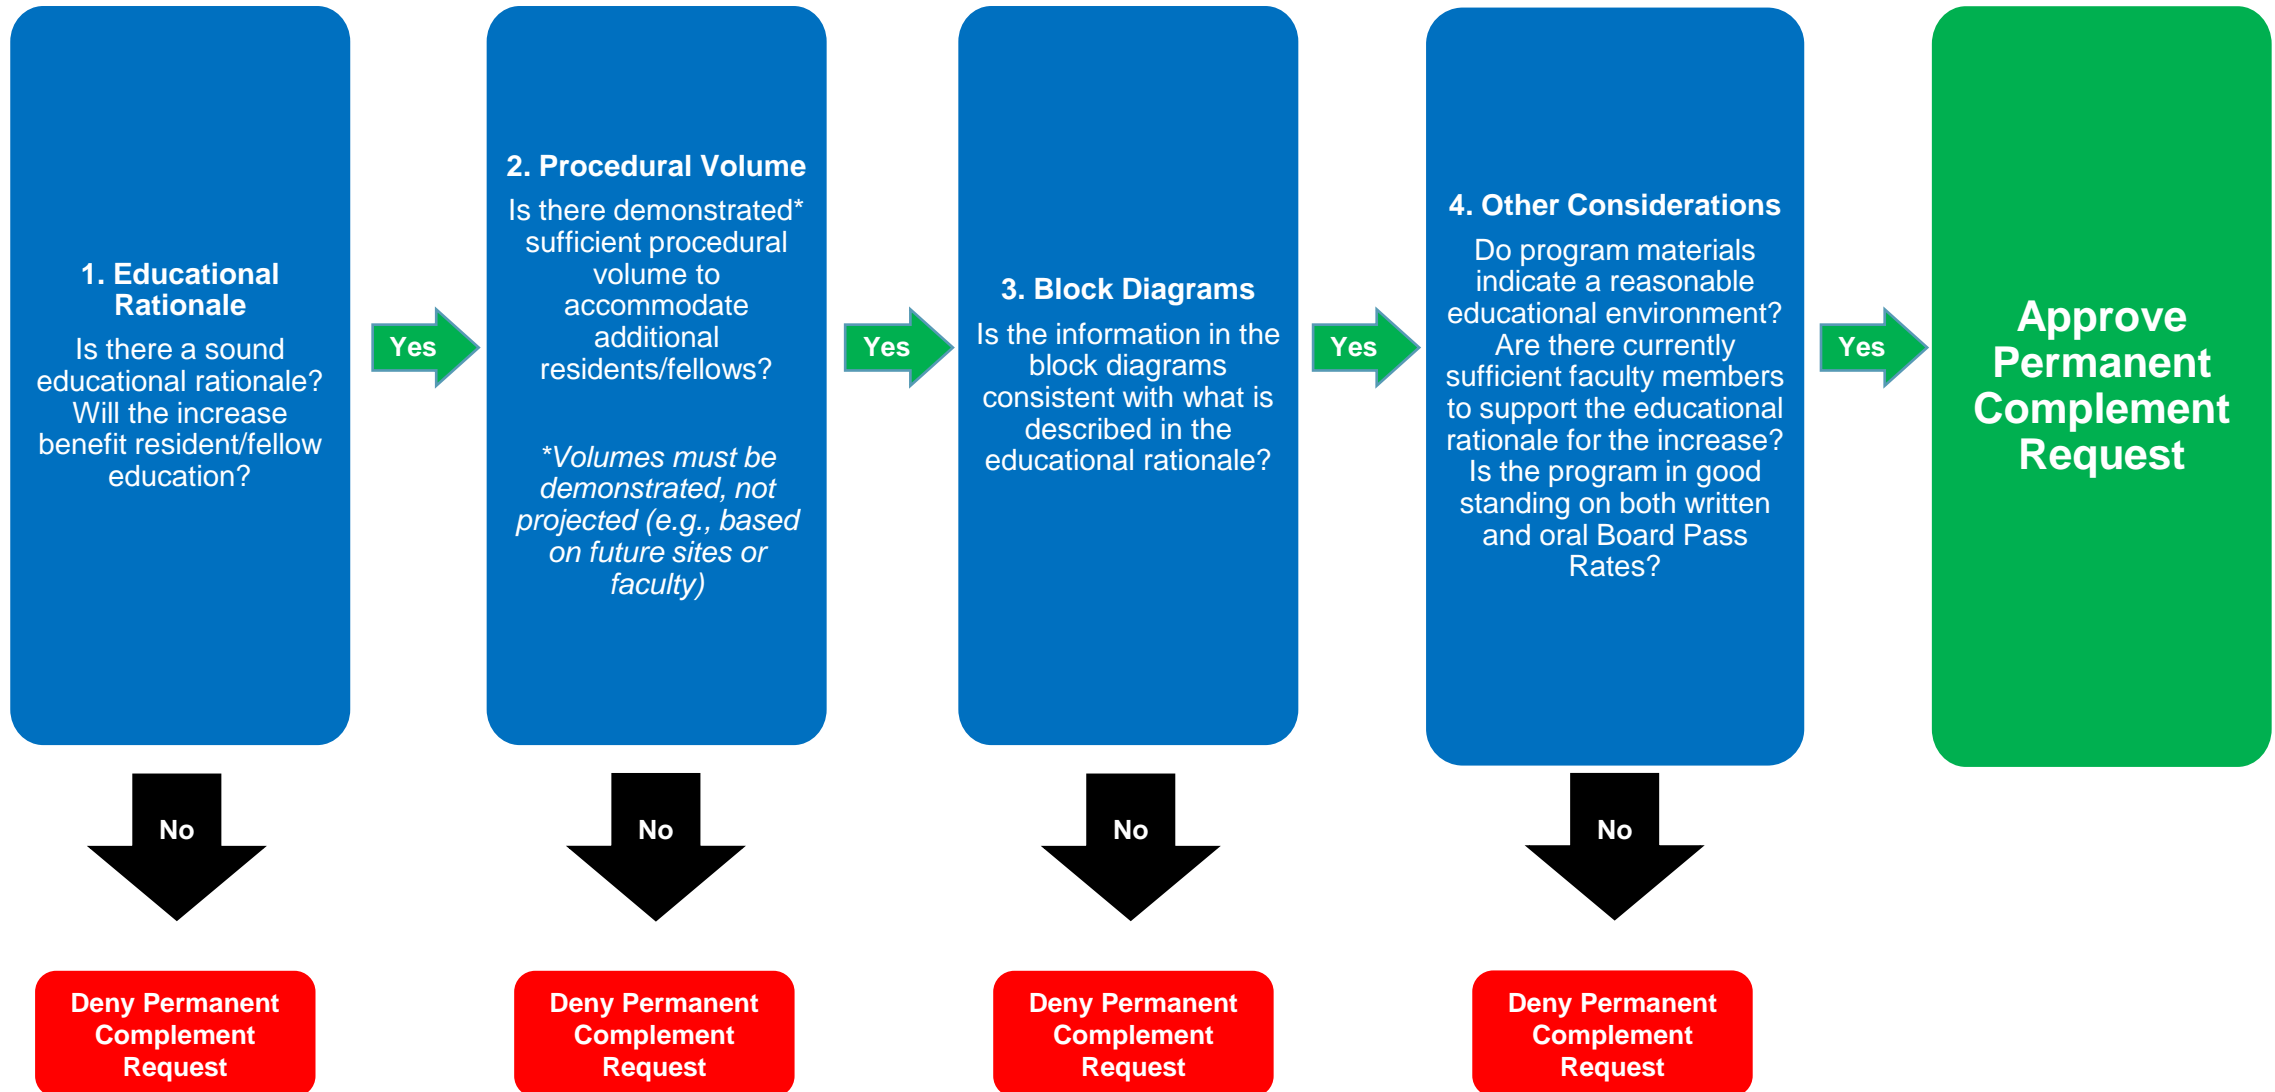 1. Educational
Rationale
Is there a sound
educational rationale?
Will the increase
benefit resident/fellow
education?
Yes
2. Procedural Volume
Is there demonstrated*
sufficient procedural
volume to
accommodate
additional
residents/fellows?
*Volumes must be
demonstrated, not
projected (e.g., based
on future sites or
faculty)
Yes
3. Block Diagrams
Is the information in the
block diagrams
consistent with what is
described in the
educational rationale?
Yes
4. Other Considerations
Do program materials
indicate a reasonable
educational environment?
Are there currently
sufficient faculty members
to support the educational
rationale for the increase?
Is the program in good
standing on both written
and oral Board Pass
Rates?
Yes
Approve
Permanent
Complement
Request
No
No
No
No
Deny Permanent
Complement
Request
Deny Permanent
Complement
Request
Deny Permanent
Complement
Request
Deny Permanent
Complement
Request